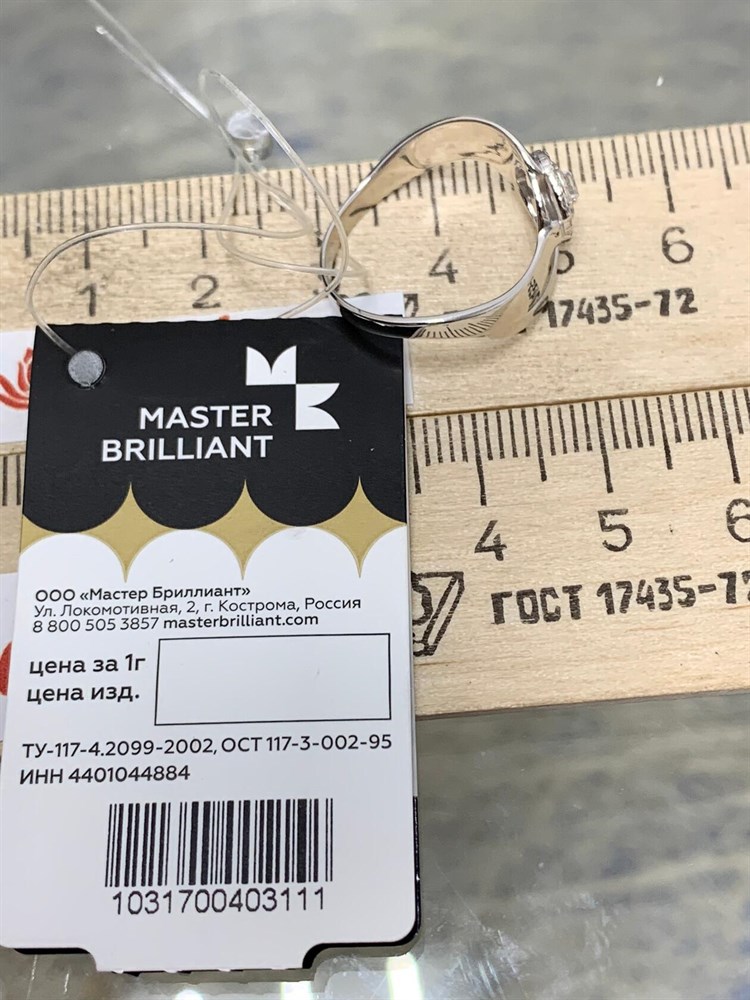 1 2 4 5 6
17435-72
MASTER
BRILLIANT
4 5 6
ГОСТ 17435-72
ООО «Мастер Бриллиант»
Ул. Локомотивная, 2, г. Кострома, Россия
8 800 505 3857 masterbrilliant.com
цена за 1г
цена изд.
ТУ-117-4.2099-2002, ОСТ 117-3-002-95
ИНН 4401044884
1031700403111